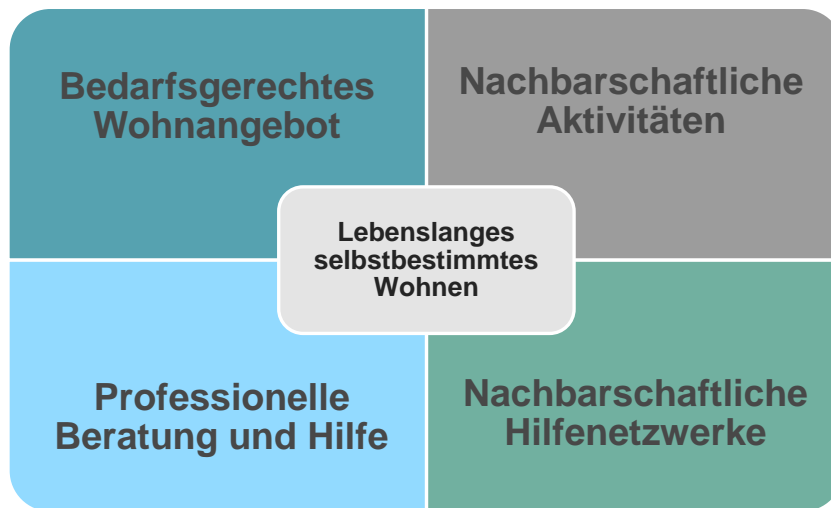 Bedarfsgerechtes
Wohnangebot
Nachbarschaftliche
Aktivitäten
Lebenslanges
selbstbestimmtes
Wohnen
Professionelle
Beratung und Hilfe
Nachbarschaftliche
Hilfenetzwerke